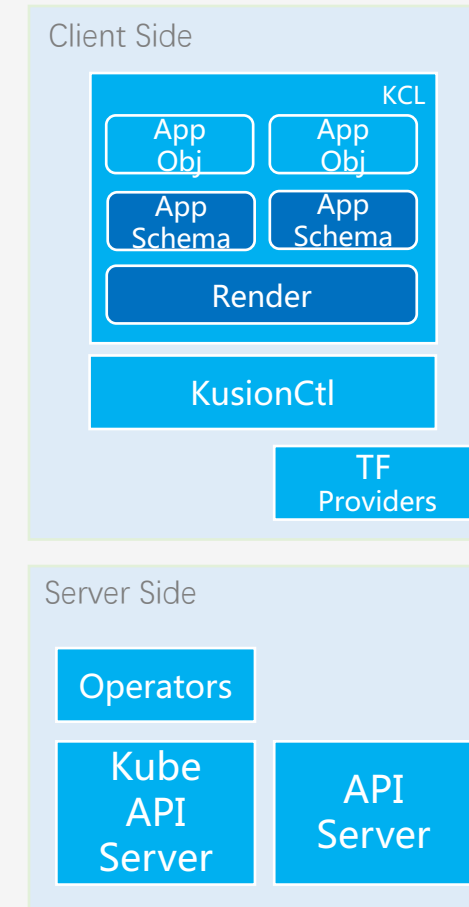 Client Side
KCL
App
Obj
App
Obj
App
Schema
App
Schema
Render
KusionCtl
TF
Providers
Server Side
Operators
Kube
API
Server
API
Server